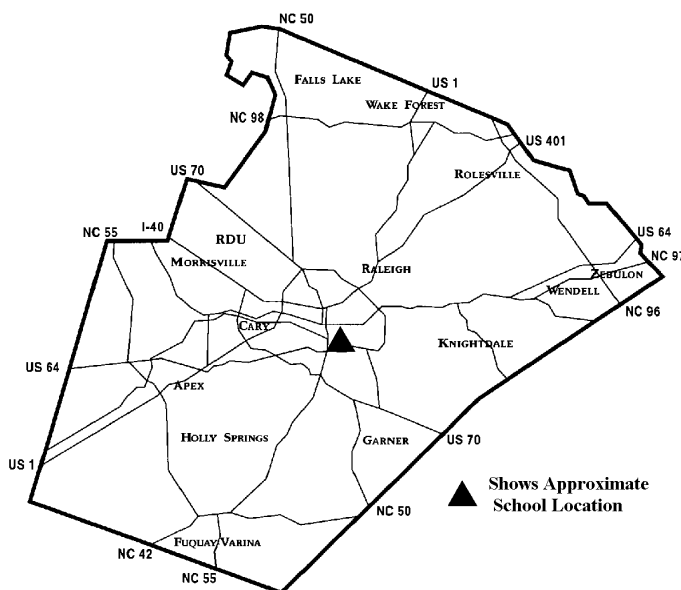 NC 50
FALLS LAKE
US 1
WAKE FOREST
NC 98
US 401
US 70
ROLESVILLE
I-40
NC 55
RDU
US 64
MORRISVILLE
RALEIGH
NC 97
ZEBULON
WENDELL
NC 96
CARY
KNIGHTDALE
US 64
APEX
HOLLY SPRINGS
GARNER
US 70
US 1
Shows Approximate
School Location
NC 50
FUQUAY-VARINA
NC 42
NC 55